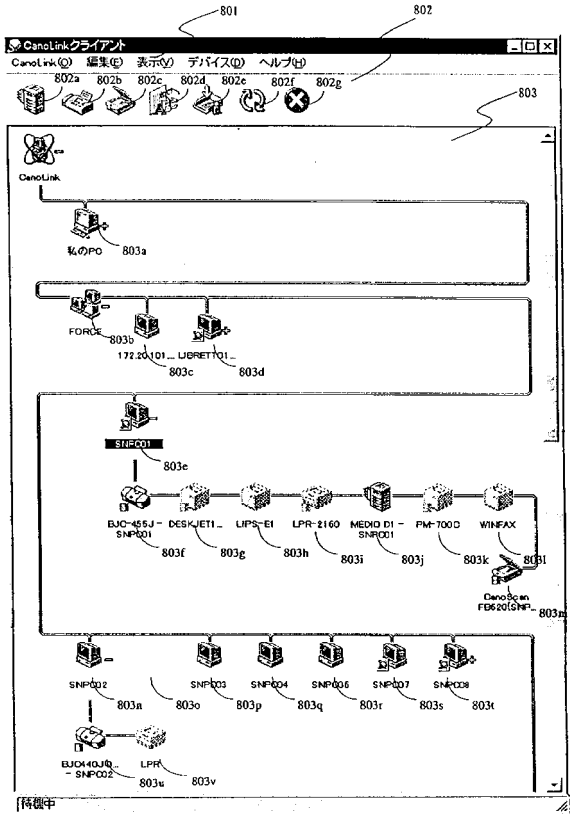 801
802
CanoLinkクライアント
CanoLink(O) 編集(E) 表示(V) デバイス(D) ヘルプ(H)
802a 802b 802c 802d 802e 802f 802g
803
CanoLink
私のPC 803a
FORCE 803b
172.20.101... LIBRETTO1...
803c 803d
SNPC01
803e
BJC-455J - SNPC01 DESKJET1... LIPS-E1 LPR-2160 MEDIO D1 - SNPC01 PM-700C WINFAX
803f 803g 803h 803i 803j 803k 803l
CanoScan
FB620(SNP... 803m
SNPC02 SNPC03 SNPC04 SNPC06 SNPC07 SNPC08
803n 803o 803p 803q 803r 803s 803t
BJC440J(O...
- SNPC02 803u
LPR 803v
待機中